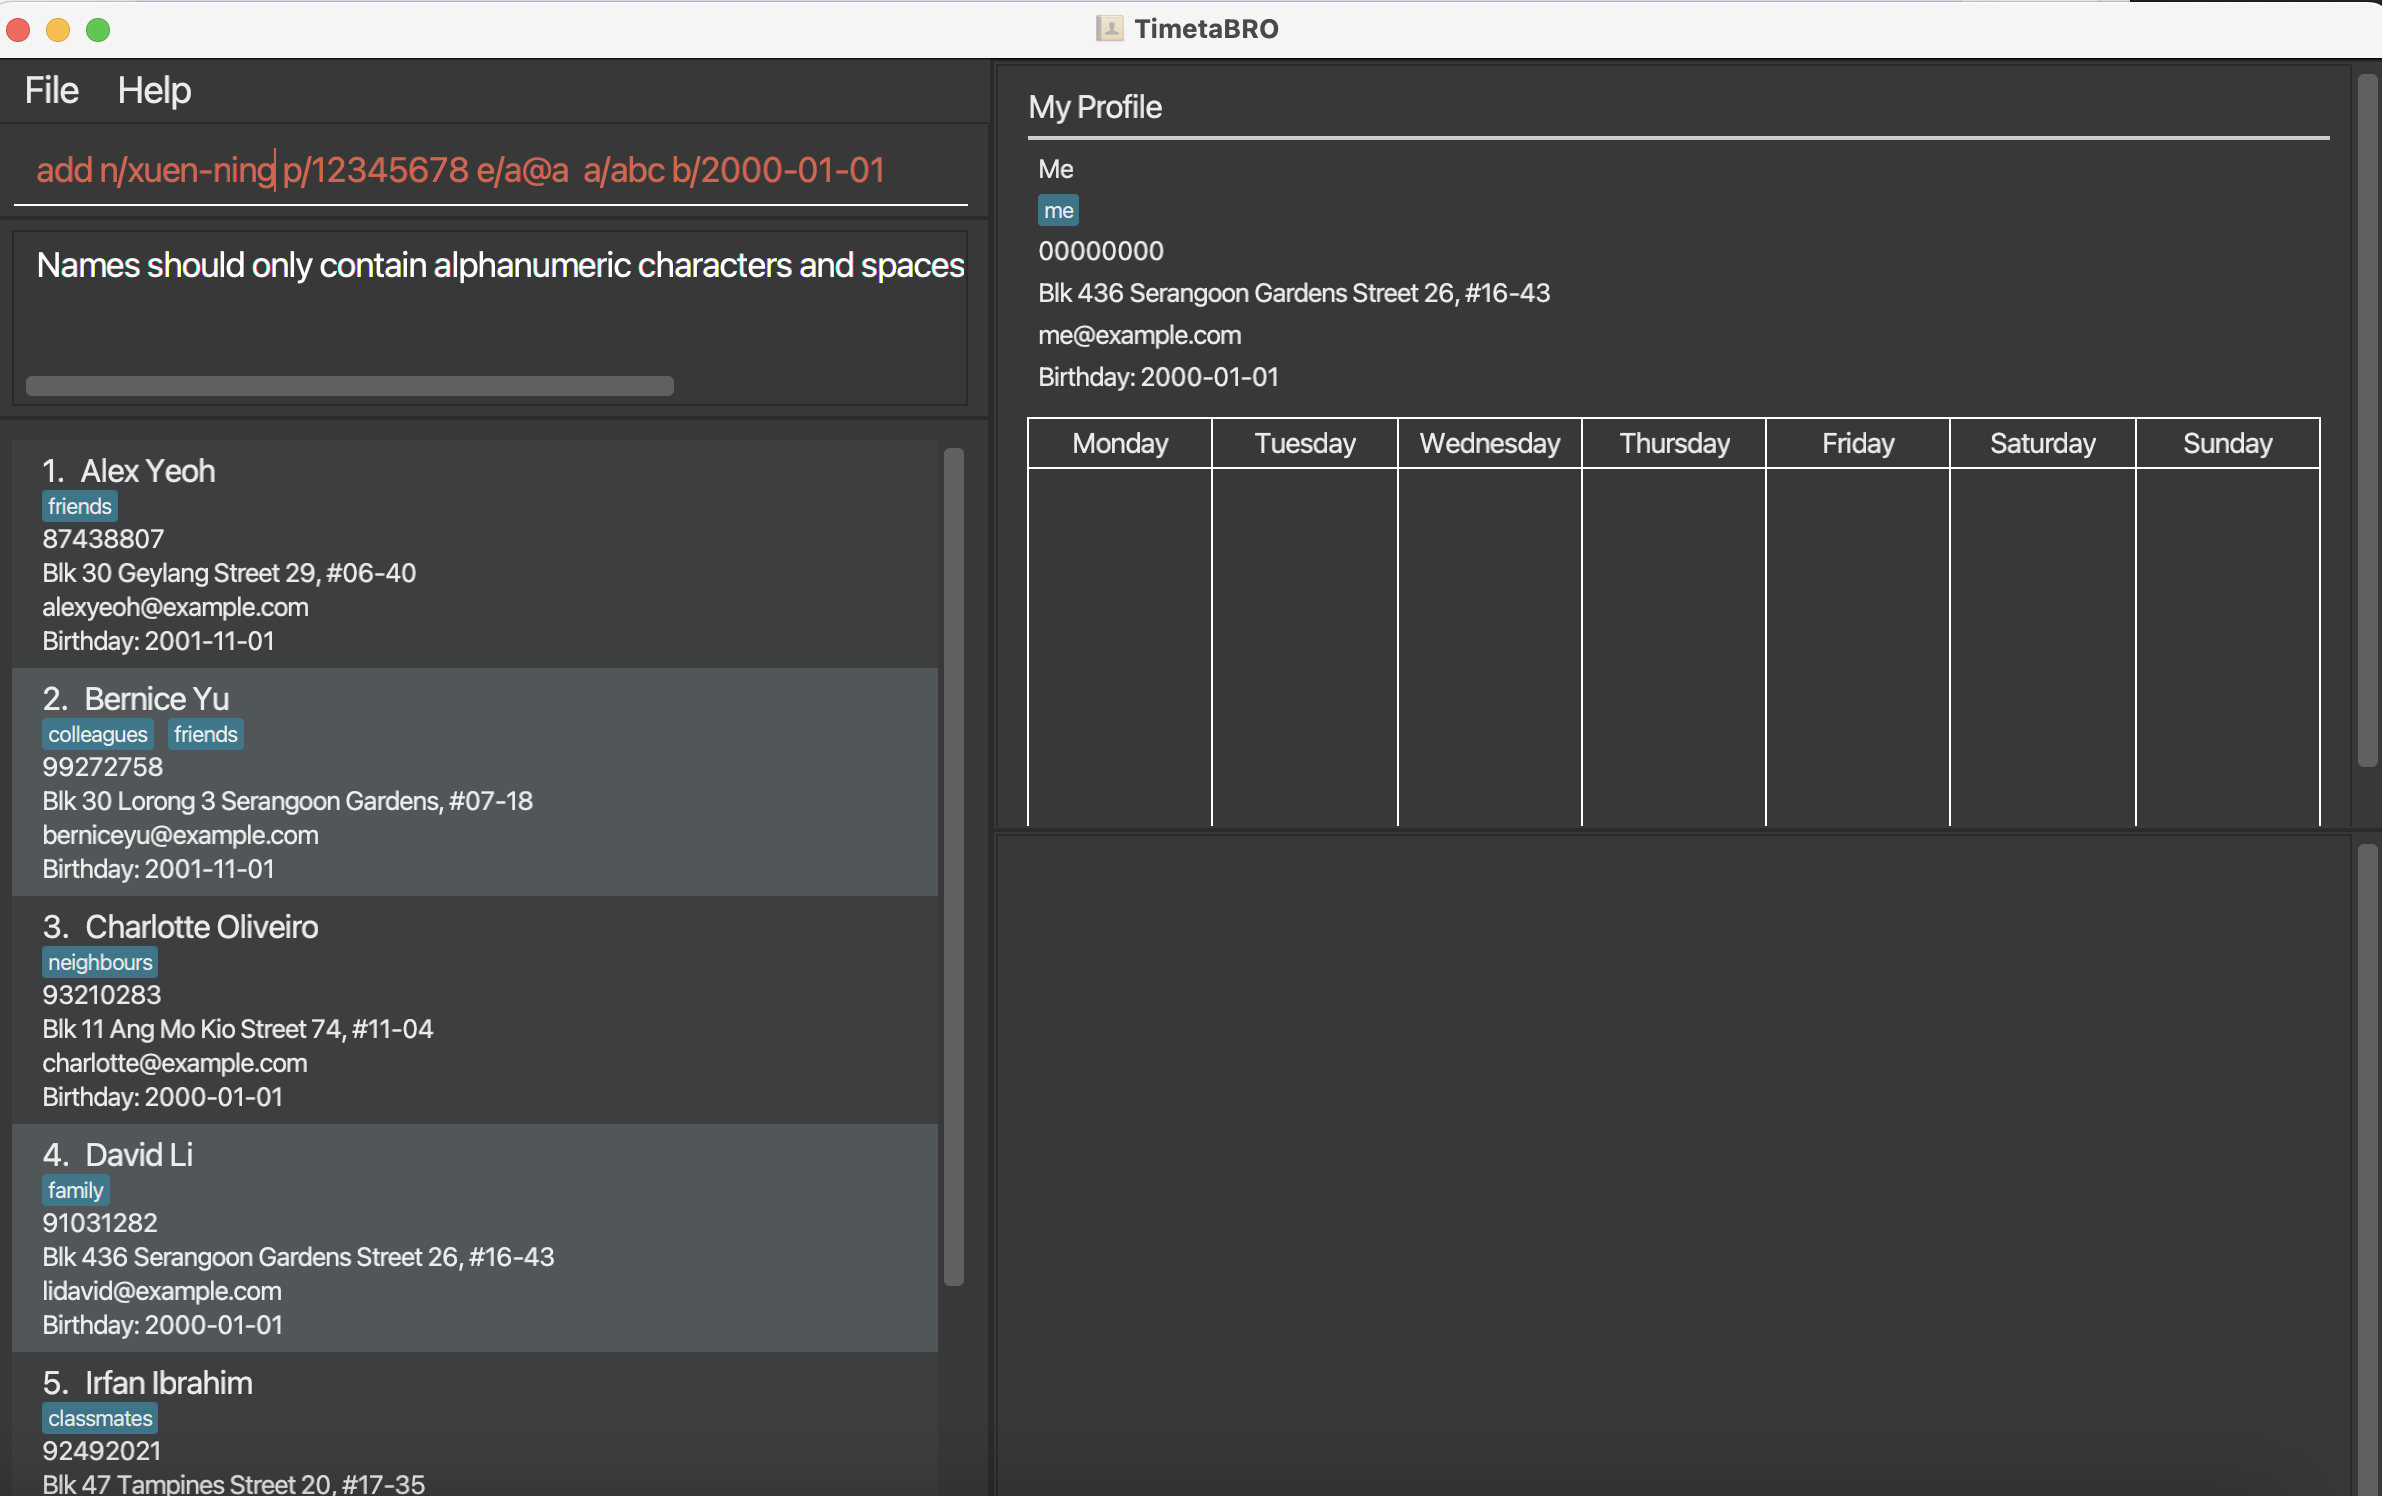 TimetaBRO
File Help
add n/xuen-ning p/12345678 e/a@a  a/abc b/2000-01-01
Names should only contain alphanumeric characters and spaces
1. Alex Yeoh
friends
87438807
Blk 30 Geylang Street 29, #06-40
alexyeoh@example.com
Birthday: 2001-11-01
2. Bernice Yu
colleagues friends
99272758
Blk 30 Lorong 3 Serangoon Gardens, #07-18
berniceyu@example.com
Birthday: 2001-11-01
3. Charlotte Oliveiro
neighbours
93210283
Blk 11 Ang Mo Kio Street 74, #11-04
charlotte@example.com
Birthday: 2000-01-01
4. David Li
family
91031282
Blk 436 Serangoon Gardens Street 26, #16-43
lidavid@example.com
Birthday: 2000-01-01
5. Irfan Ibrahim
classmates
92492021
Blk 47 Tampines Street 20, #17-35
My Profile
Me
me
00000000
Blk 436 Serangoon Gardens Street 26, #16-43
me@example.com
Birthday: 2000-01-01
Monday Tuesday Wednesday Thursday Friday Saturday Sunday